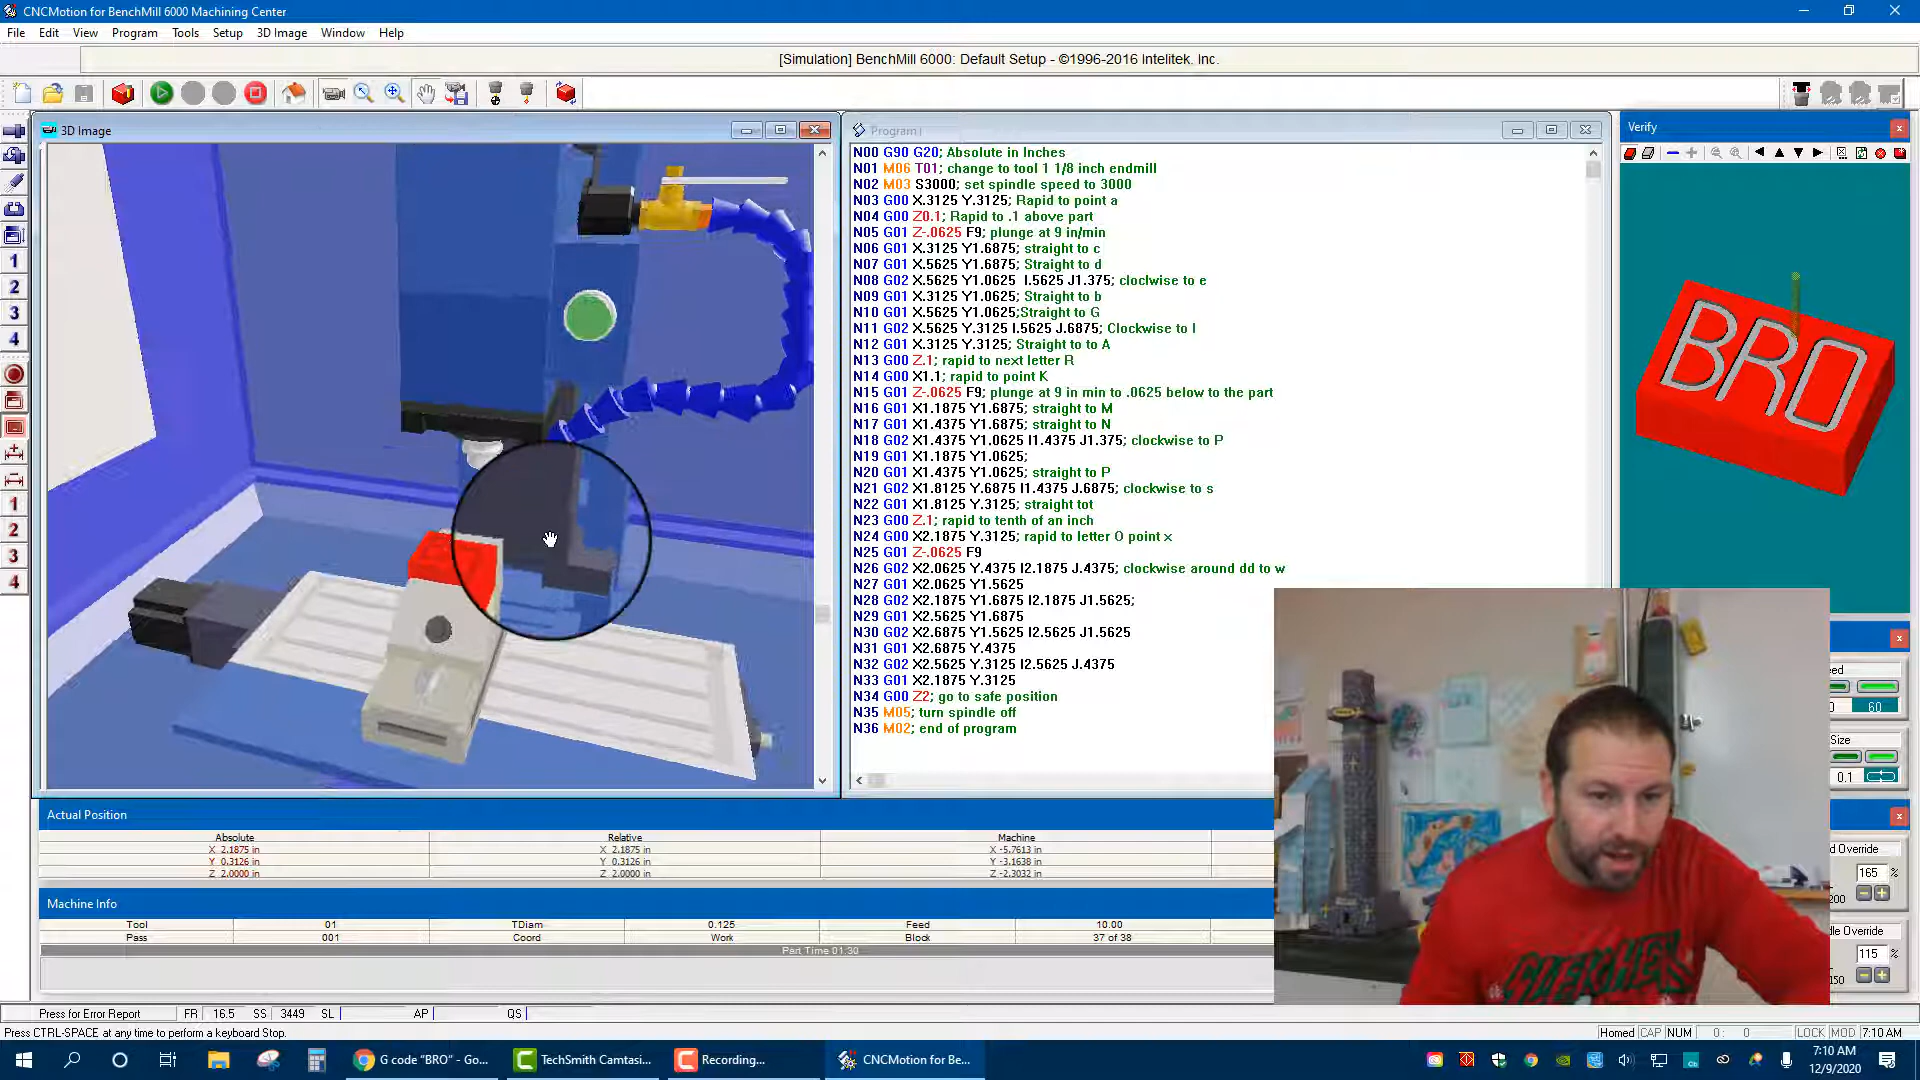 CNCMotion for BenchMill 6000 Machining Center
File Edit View Program Tools Setup 3D Image Window Help
[Simulation] BenchMill 6000: Default Setup - ©1996-2016 Intelitek, Inc.
3D Image
Program
Verify
N00 G90 G20; Absolute in Inches
N01 M06 T01; change to tool 1 1/8 inch endmill
N02 M03 S3000; set spindle speed to 3000
N03 G00 X.3125 Y.3125; Rapid to point a
N04 G00 Z0.1; Rapid to .1 above part
N05 G01 Z-.0625 F9; plunge at 9 in/min
N06 G01 X.3125 Y1.6875; straight to c
N07 G01 X.5625 Y1.6875; Straight to d
N08 G02 X.5625 Y1.0625 I.5625 J1.375; cloclwise to e
N09 G01 X.3125 Y1.0625; Straight to b
N10 G01 X.5625 Y1.0625;Straight to G
N11 G02 X.5625 Y.3125 I.5625 J.6875; Clockwise to I
N12 G01 X.3125 Y.3125; Straight to to A
N13 G00 Z.1; rapid to next letter R
N14 G00 X1.1; rapid to point K
N15 G01 Z-.0625 F9; plunge at 9 in min to .0625 below to the part
N16 G01 X1.1875 Y1.6875; straight to M
N17 G01 X1.4375 Y1.6875; straight to N
N18 G02 X1.4375 Y1.0625 I1.4375 J1.375; clockwise to P
N19 G01 X1.1875 Y1.0625;
N20 G01 X1.4375 Y1.0625; straight to P
N21 G02 X1.8125 Y.6875 I1.4375 J.6875; clockwise to s
N22 G01 X1.8125 Y.3125; straight tot
N23 G00 Z.1; rapid to tenth of an inch
N24 G00 X2.1875 Y.3125; rapid to letter O point x
N25 G01 Z-.0625 F9
N26 G02 X2.0625 Y.4375 I2.1875 J.4375; clockwise around dd to w
N27 G01 X2.0625 Y1.5625
N28 G02 X2.1875 Y1.6875 I2.1875 J1.5625;
N29 G01 X2.5625 Y1.6875
N30 G02 X2.6875 Y1.5625 I2.5625 J1.5625
N31 G01 X2.6875 Y.4375
N32 G02 X2.5625 Y.3125 I2.5625 J.4375
N33 G01 X2.1875 Y.3125
N34 G00 Z2; go to safe position
N35 M05; turn spindle off
N36 M02; end of program
BRO
1
2
3
4
1
2
3
4
eed
0 60
Size
0.1
Override
165 %
200
dle Override
115 %
150
Actual Position
Absolute Relative Machine
X 2.1875 in X 2.1875 in X -5.7613 in
Y 0.3126 in Y 0.3126 in Y -3.1638 in
Z 2.0000 in Z 2.0000 in Z -2.3032 in
Machine Info
Tool 01 TDiam 0.125 Feed 10.00
Pass 001 Coord Work Block 37 of 38
Part Time 01:30
Press for Error Report FR 16.5 SS 3449 SL AP QS
Press CTRL-SPACE at any time to perform a keyboard Stop.
Homed CAP NUM 0: 0 LOCK MOD 7:10 AM
G code "BRO" - Go...
TechSmith Camtasi...
Recording...
CNCMotion for Be...
7:10 AM
12/9/2020